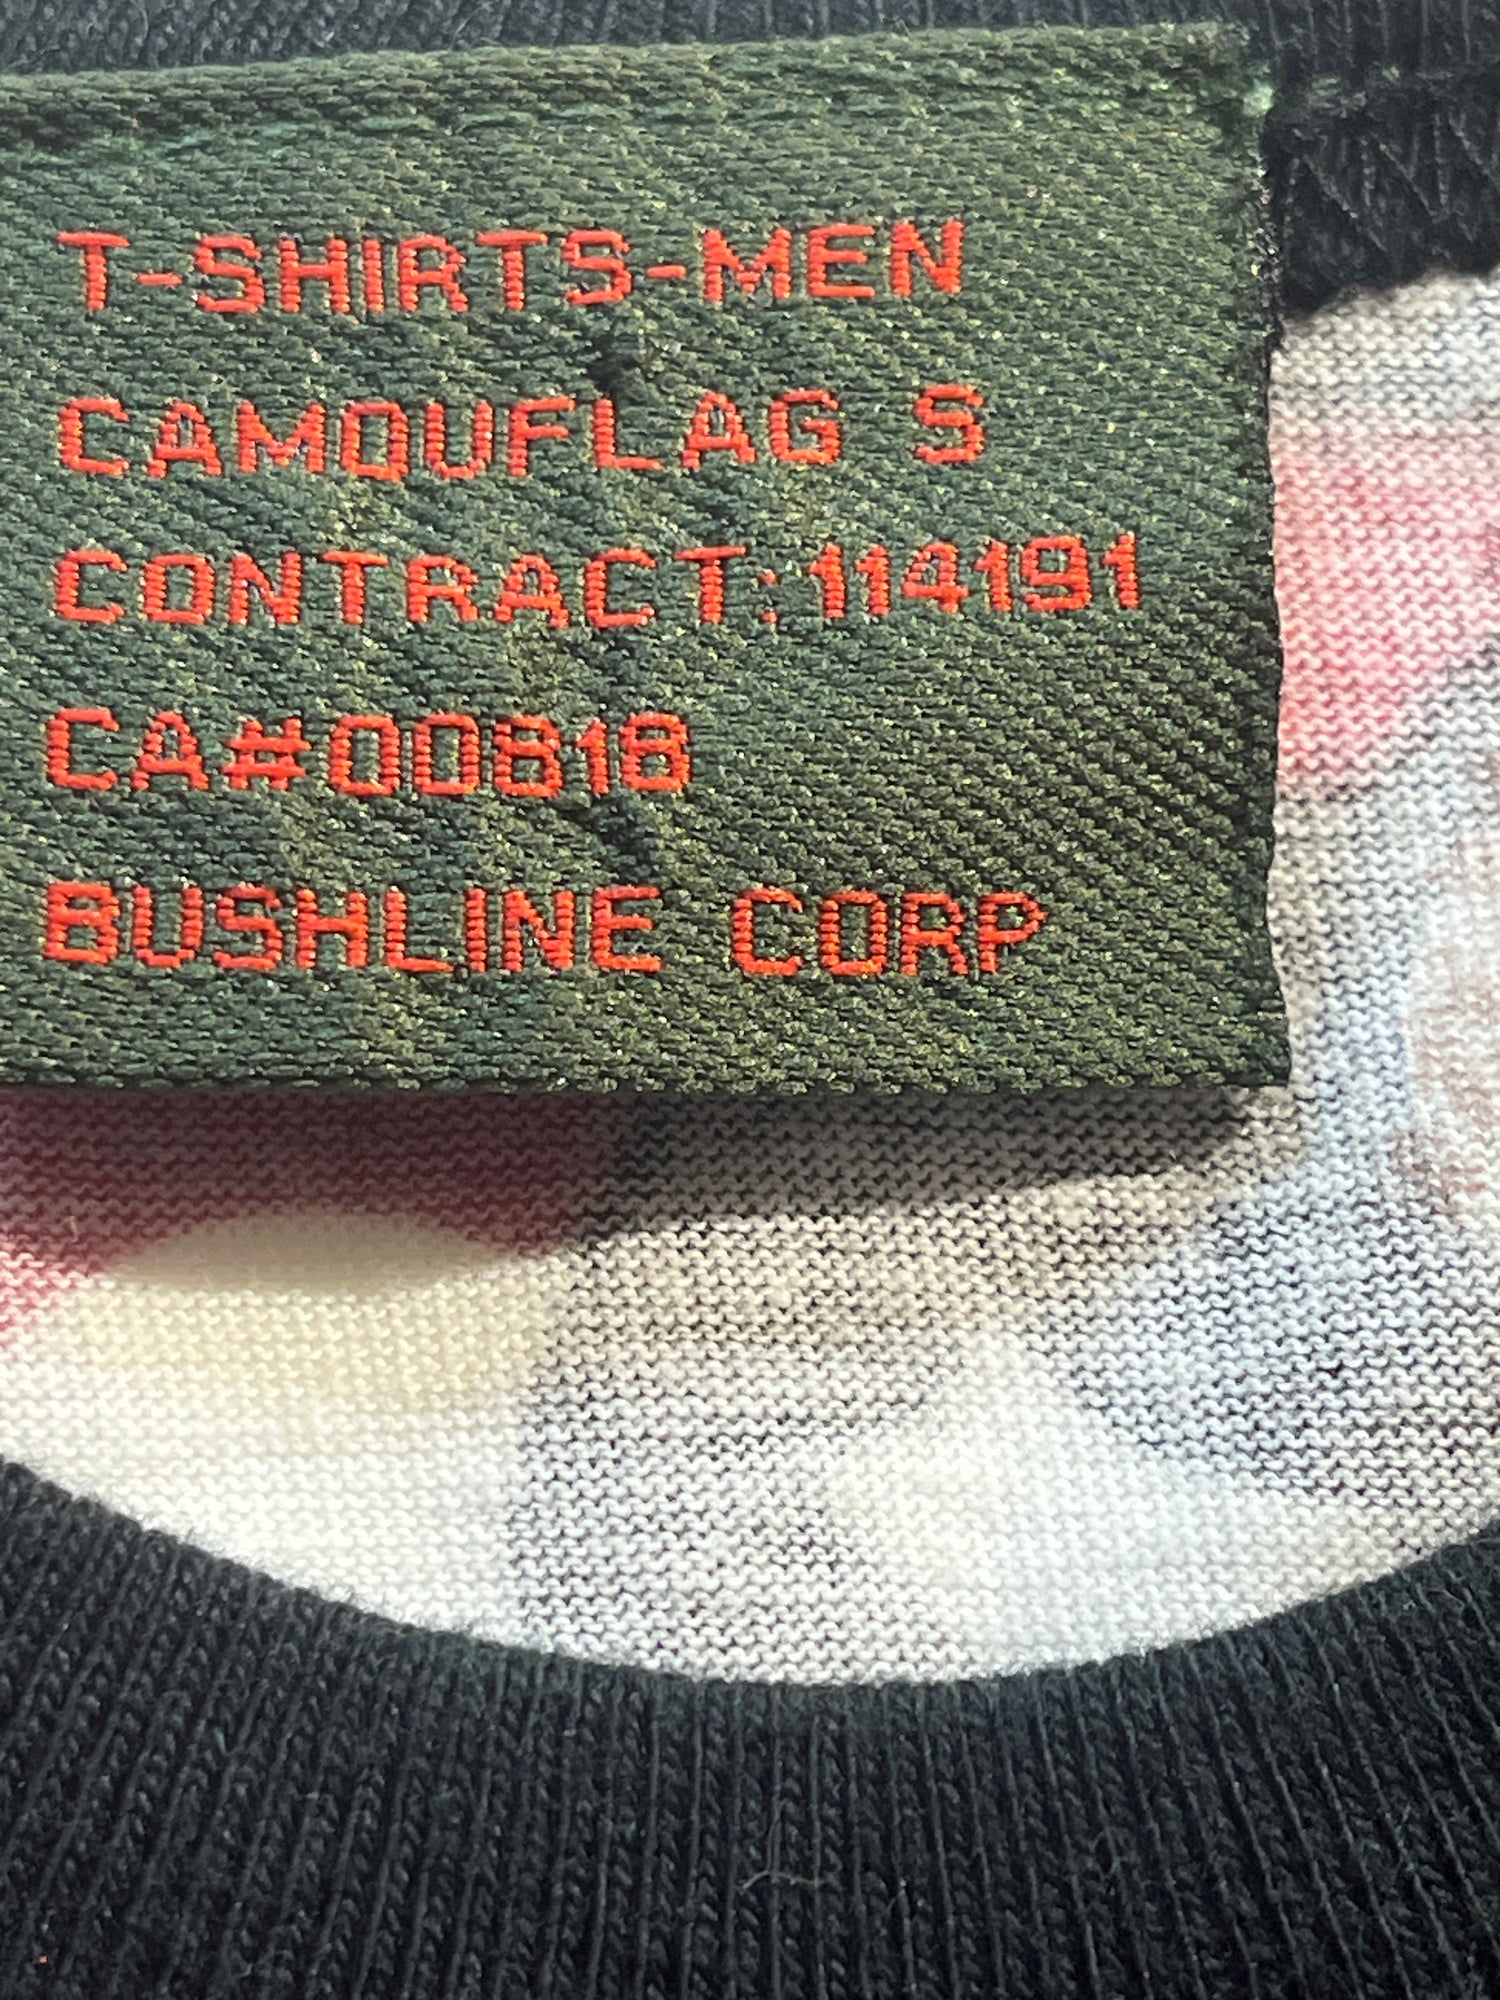 T-SHIRTS-MEN
CAMOUFLAG S
CONTRACT:114191
CA#00818
BUSHLINE CORP